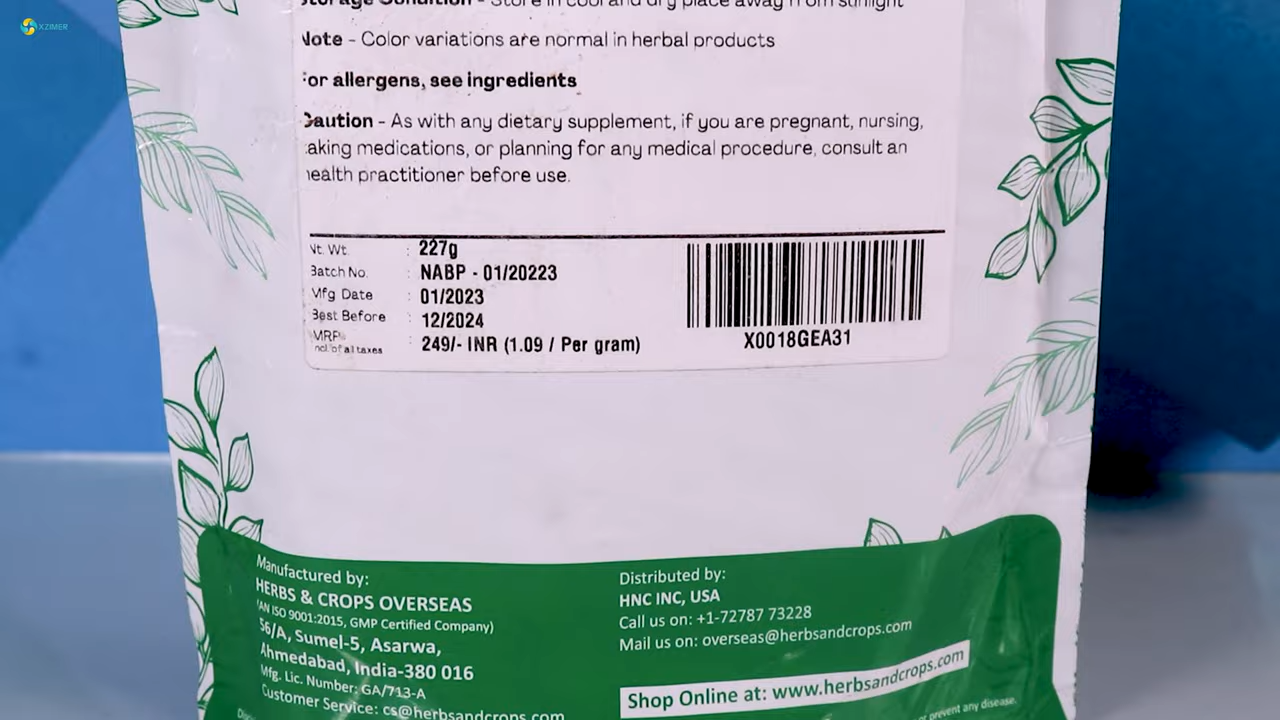 XZIMER
Storage Condition - Store in cool and dry place away from sunlight
Note - Color variations are normal in herbal products
For allergens, see ingredients
Caution - As with any dietary supplement, if you are pregnant, nursing,
taking medications, or planning for any medical procedure, consult an
health practitioner before use.
Nt. Wt. : 227g
Batch No. : NABP - 01/20223
Mfg Date : 01/2023
Best Before : 12/2024
MRP : 249/- INR (1.09 / Per gram)
Incl. of all taxes
X0018GEA31
Manufactured by:
HERBS & CROPS OVERSEAS
(AN ISO 9001:2015, GMP Certified Company)
56/A, Sumel-5, Asarwa,
Ahmedabad, India-380 016
Mfg. Lic. Number: GA/713-A
Customer Service: cs@herbsandcrops.com
Distributed by:
HNC INC, USA
Call us on: +1-72787 73228
Mail us on: overseas@herbsandcrops.com
Shop Online at: www.herbsandcrops.com
or prevent any disease.